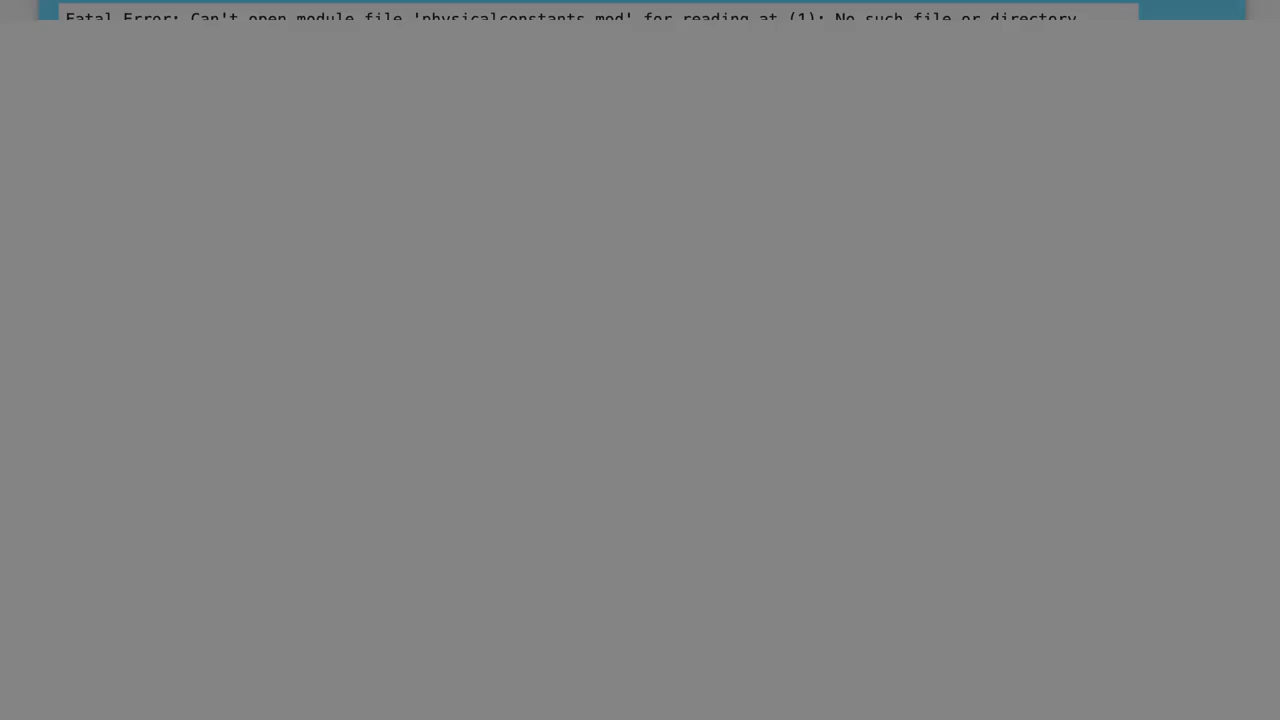 Fatal Error: Can't open module file 'physicalconstants.mod' for reading at (1): No such file or directory